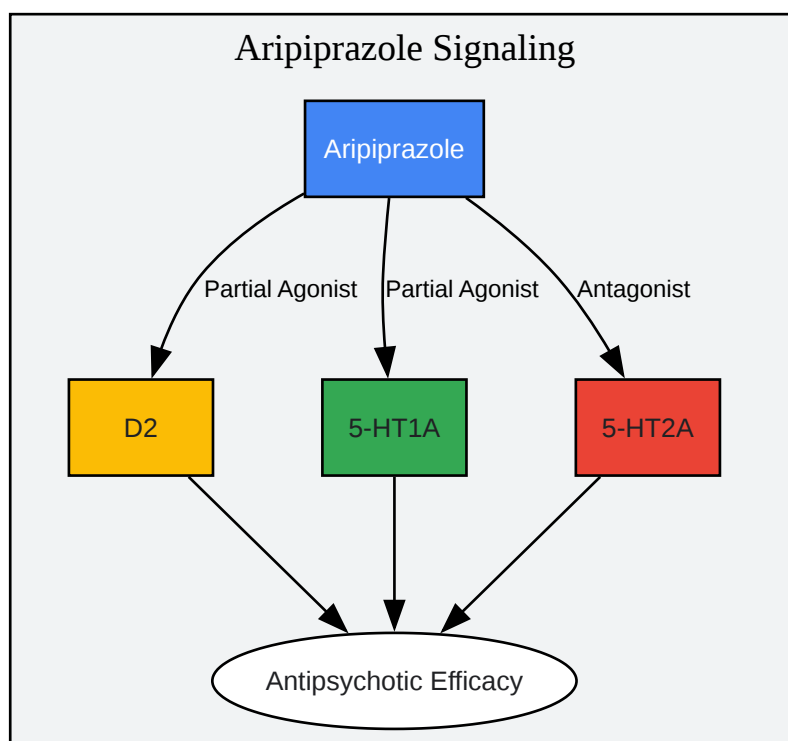 Aripiprazole Signaling
Aripiprazole
Partial Agonist
Partial Agonist
Antagonist
D2
5-HT1A
5-HT2A
Antipsychotic Efficacy